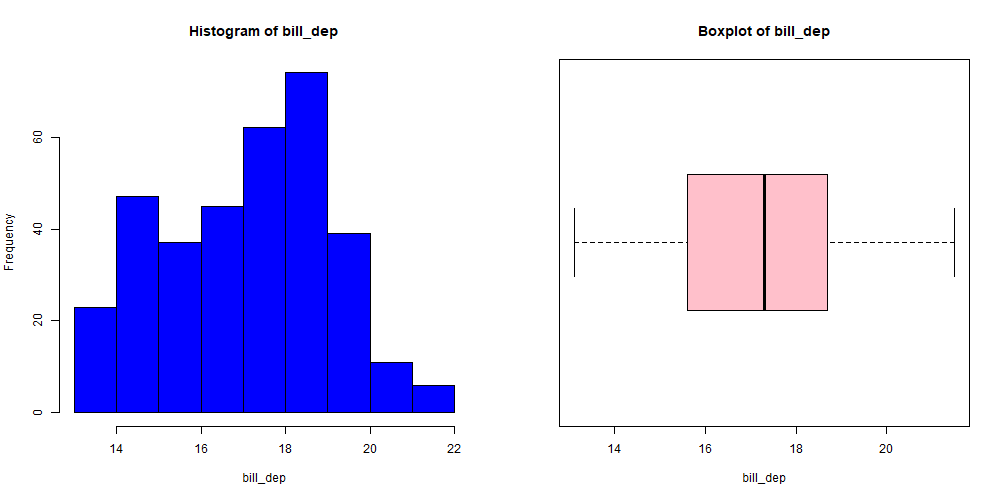 Histogram of bill_dep
60
40
20
0
Frequency
14
16
18
20
22
bill_dep
Boxplot of bill_dep
14
16
18
20
bill_dep